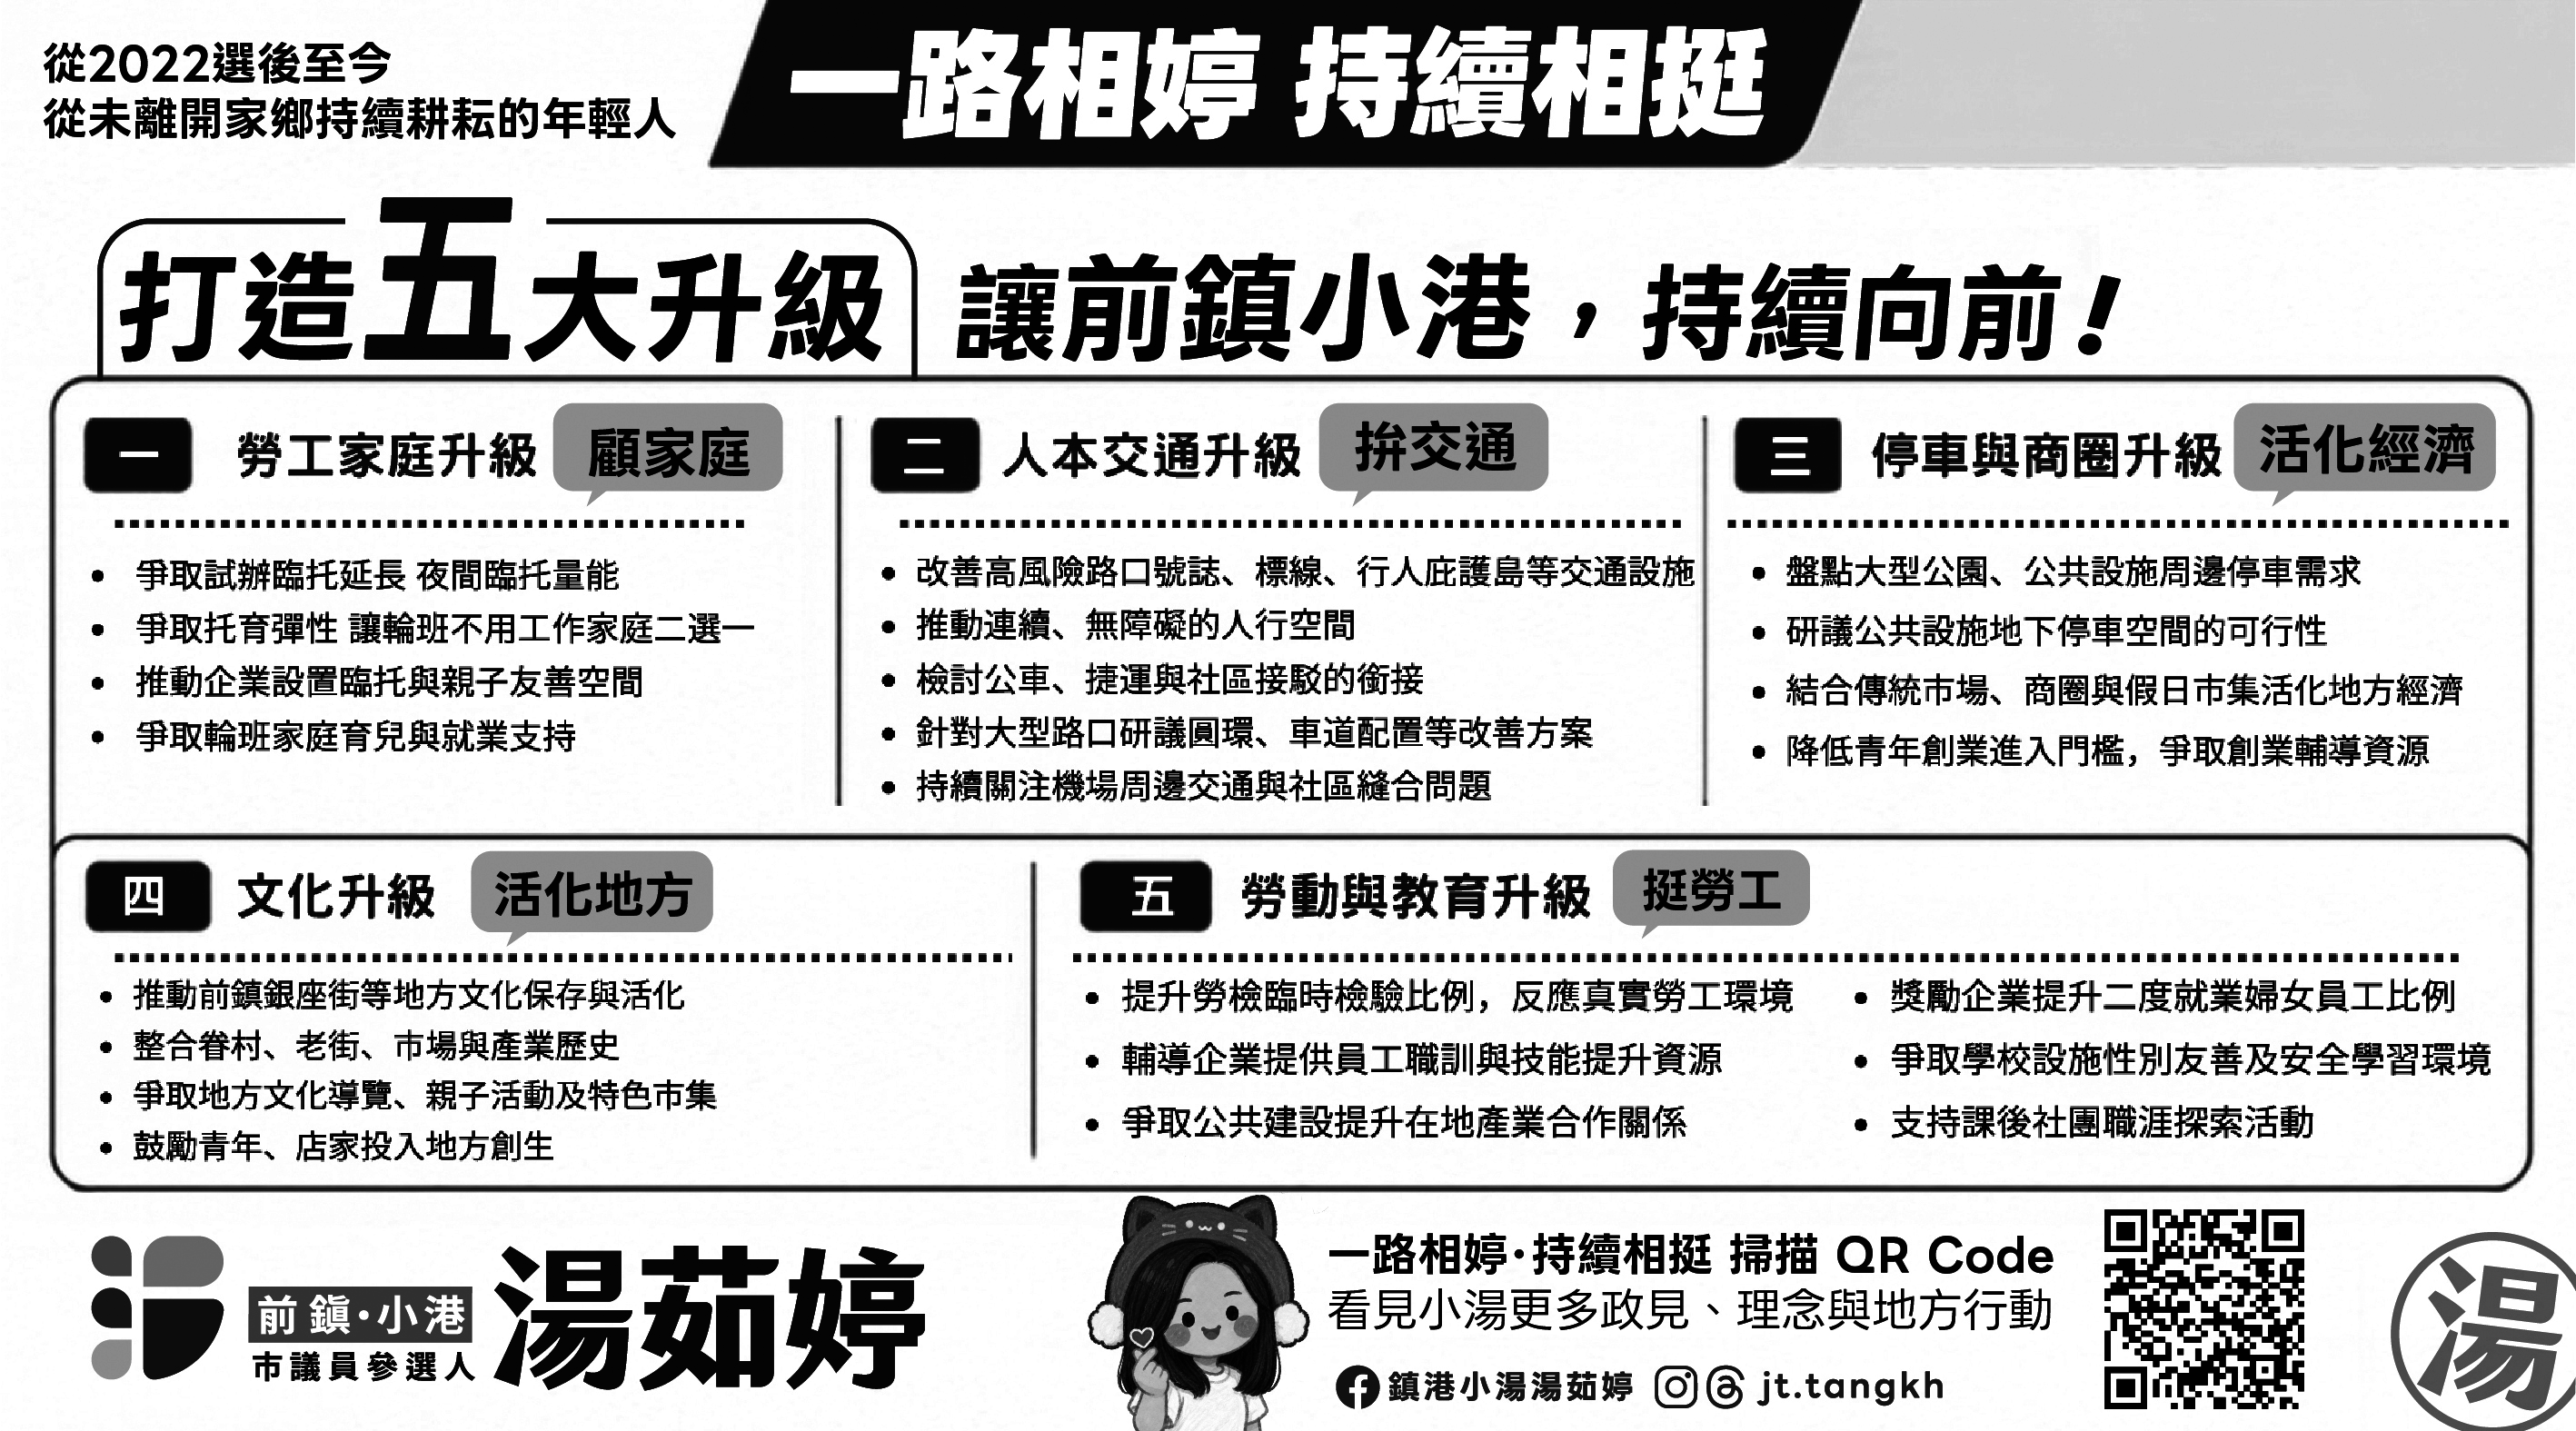 從2022選後至今
從未離開家鄉持續耕耘的年輕人
一路相婷 持續相挺
打造五大升級 讓前鎮小港，持續向前！
一 勞工家庭升級 顧家庭
• 爭取試辦臨托延長 夜間臨托量能
• 爭取托育彈性 讓輪班不用工作家庭二選一
• 推動企業設置臨托與親子友善空間
• 爭取輪班家庭育兒與就業支持
二 人本交通升級 拚交通
• 改善高風險路口號誌、標線、行人庇護島等交通設施
• 推動連續、無障礙的人行空間
• 檢討公車、捷運與社區接駁的銜接
• 針對大型路口研議圓環、車道配置等改善方案
• 持續關注機場周邊交通與社區縫合問題
三 停車與商圈升級 活化經濟
• 盤點大型公園、公共設施周邊停車需求
• 研議公共設施地下停車空間的可行性
• 結合傳統市場、商圈與假日市集活化地方經濟
• 降低青年創業進入門檻，爭取創業輔導資源
四 文化升級 活化地方
• 推動前鎮銀座街等地方文化保存與活化
• 整合眷村、老街、市場與產業歷史
• 爭取地方文化導覽、親子活動及特色市集
• 鼓勵青年、店家投入地方創生
五 勞動與教育升級 挺勞工
• 提升勞檢臨時檢驗比例，反應真實勞工環境
• 輔導企業提供員工職訓與技能提升資源
• 爭取公共建設提升在地產業合作關係
• 獎勵企業提升二度就業婦女員工比例
• 爭取學校設施性別友善及安全學習環境
• 支持課後社團職涯探索活動
前鎮·小港
市議員參選人
湯茹婷
一路相婷·持續相挺 掃描 QR Code
看見小湯更多政見、理念與地方行動
鎮港小湯湯茹婷 jt.tangkh
湯